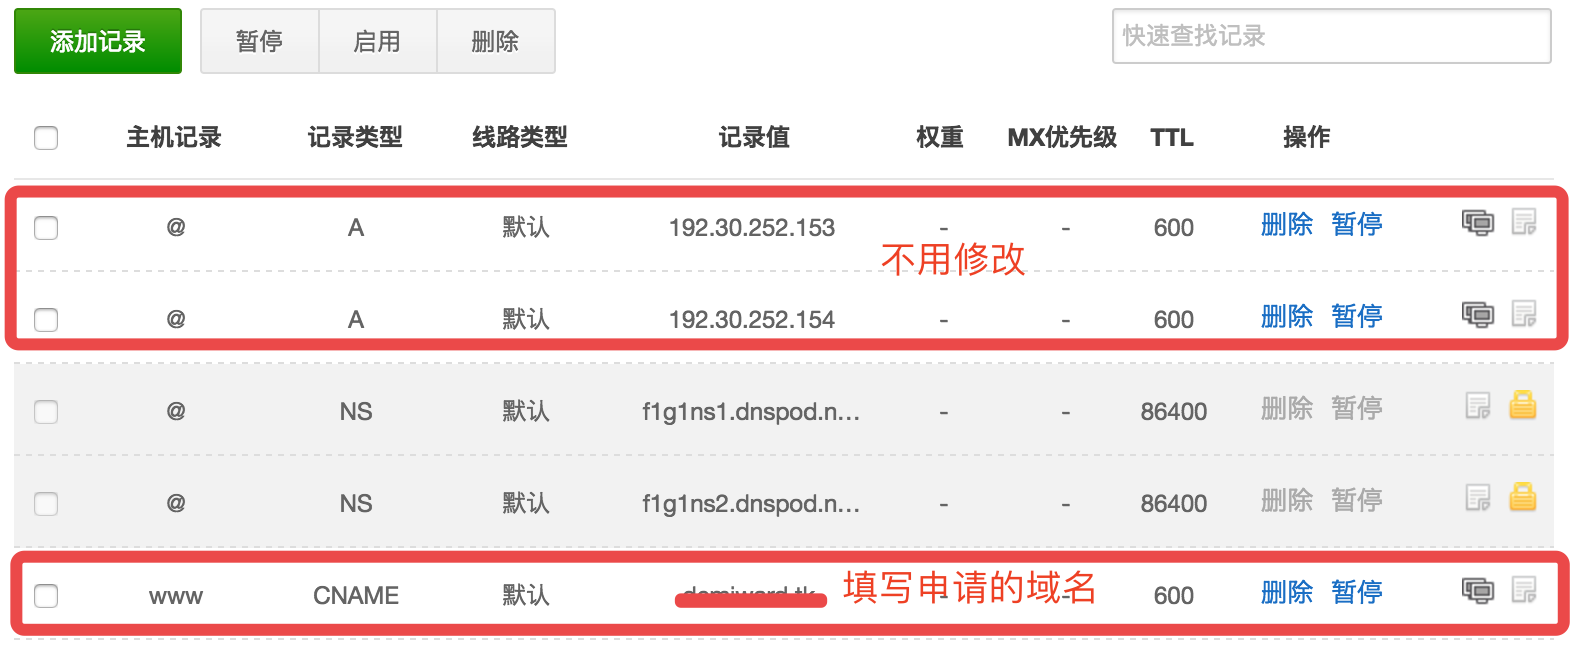 添加记录 暂停 启用 删除 快速查找记录
主机记录 记录类型 线路类型 记录值 权重 MX优先级 TTL 操作
@ A 默认 192.30.252.153 - - 600 删除 暂停
不用修改
@ A 默认 192.30.252.154 - - 600 删除 暂停
@ NS 默认 f1g1ns1.dnspod.n... - - 86400 删除 暂停
@ NS 默认 f1g1ns2.dnspod.n... - - 86400 删除 暂停
www CNAME 默认 填写申请的域名 - - 600 删除 暂停